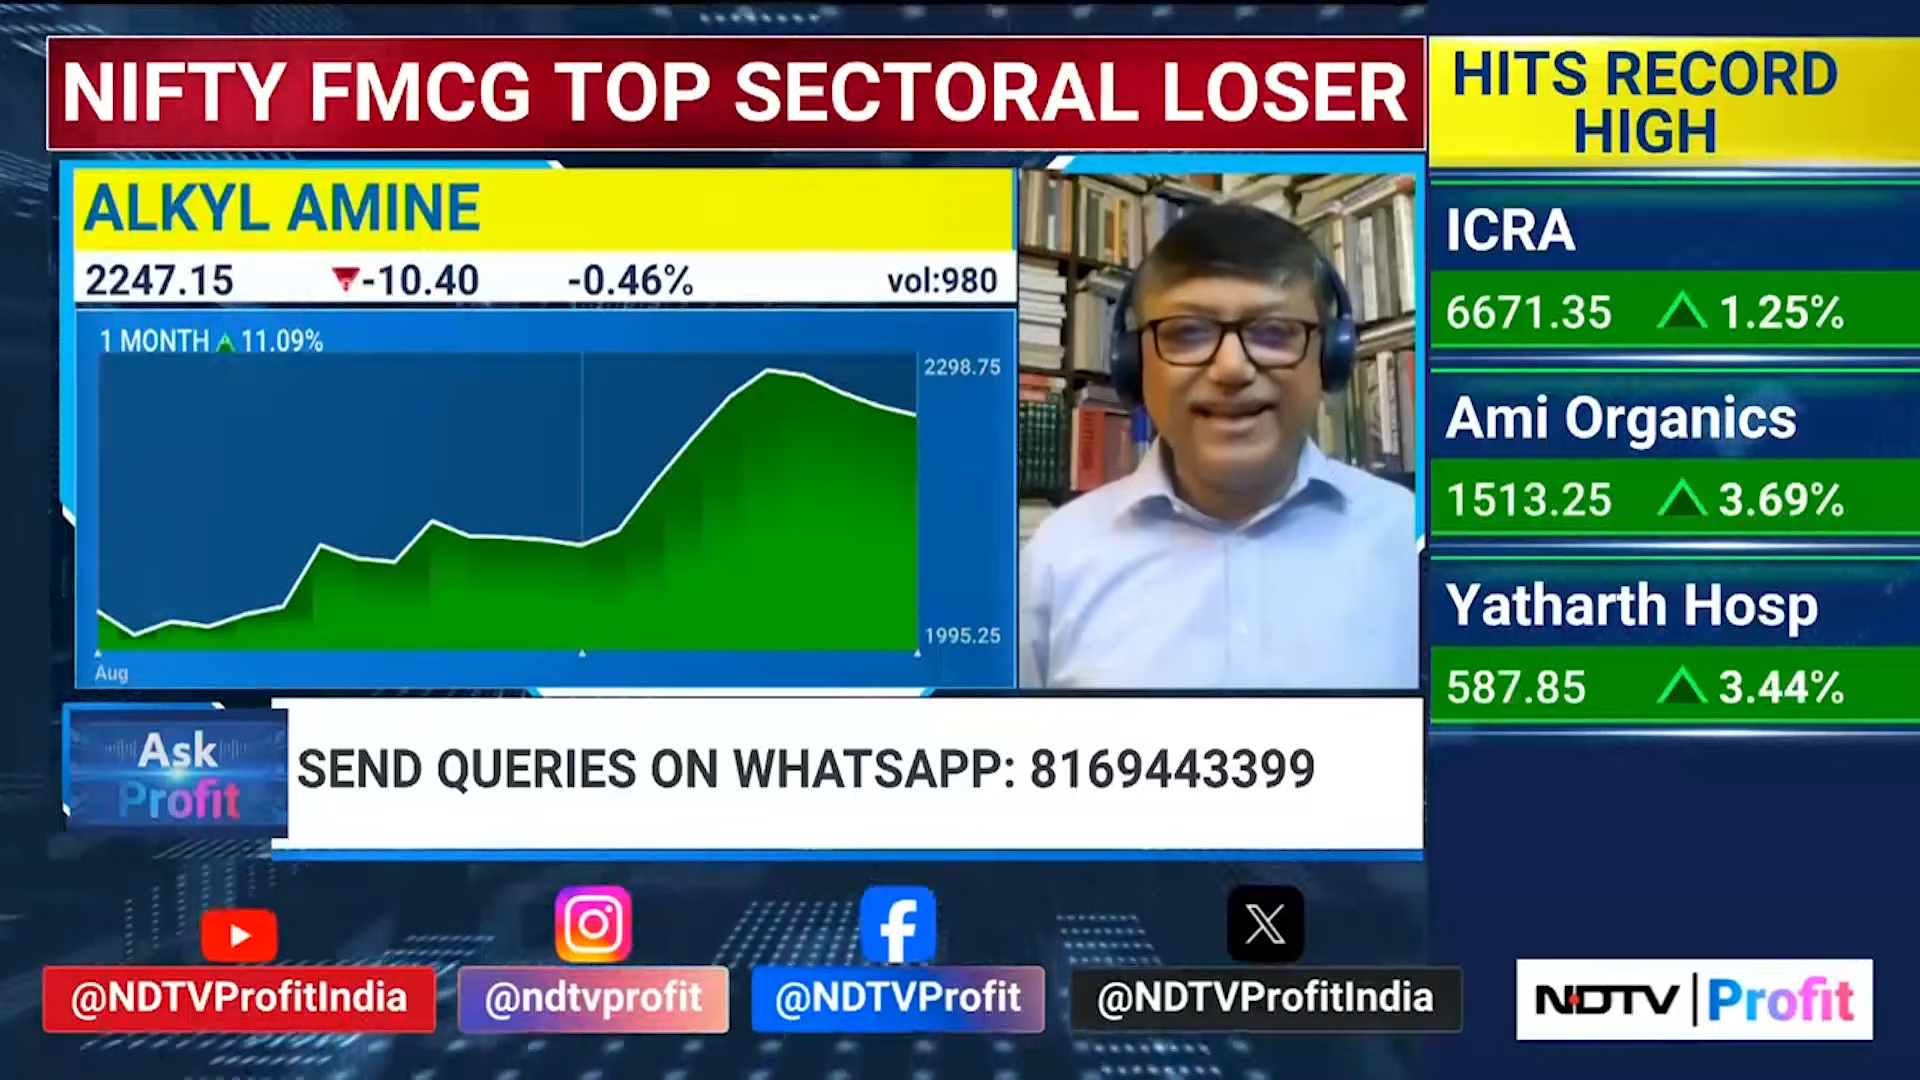 NIFTY FMCG TOP SECTORAL LOSER
HITS RECORD
HIGH
ALKYL AMINE
2247.15 -10.40 -0.46% vol:980
1 MONTH 11.09%
2298.75
1995.25
Aug
ICRA
6671.35 1.25%
Ami Organics
1513.25 3.69%
Yatharth Hosp
587.85 3.44%
Ask
Profit
SEND QUERIES ON WHATSAPP: 8169443399
@NDTVProfitIndia
@ndtvprofit
@NDTVProfit
@NDTVProfitIndia
NDTV | Profit